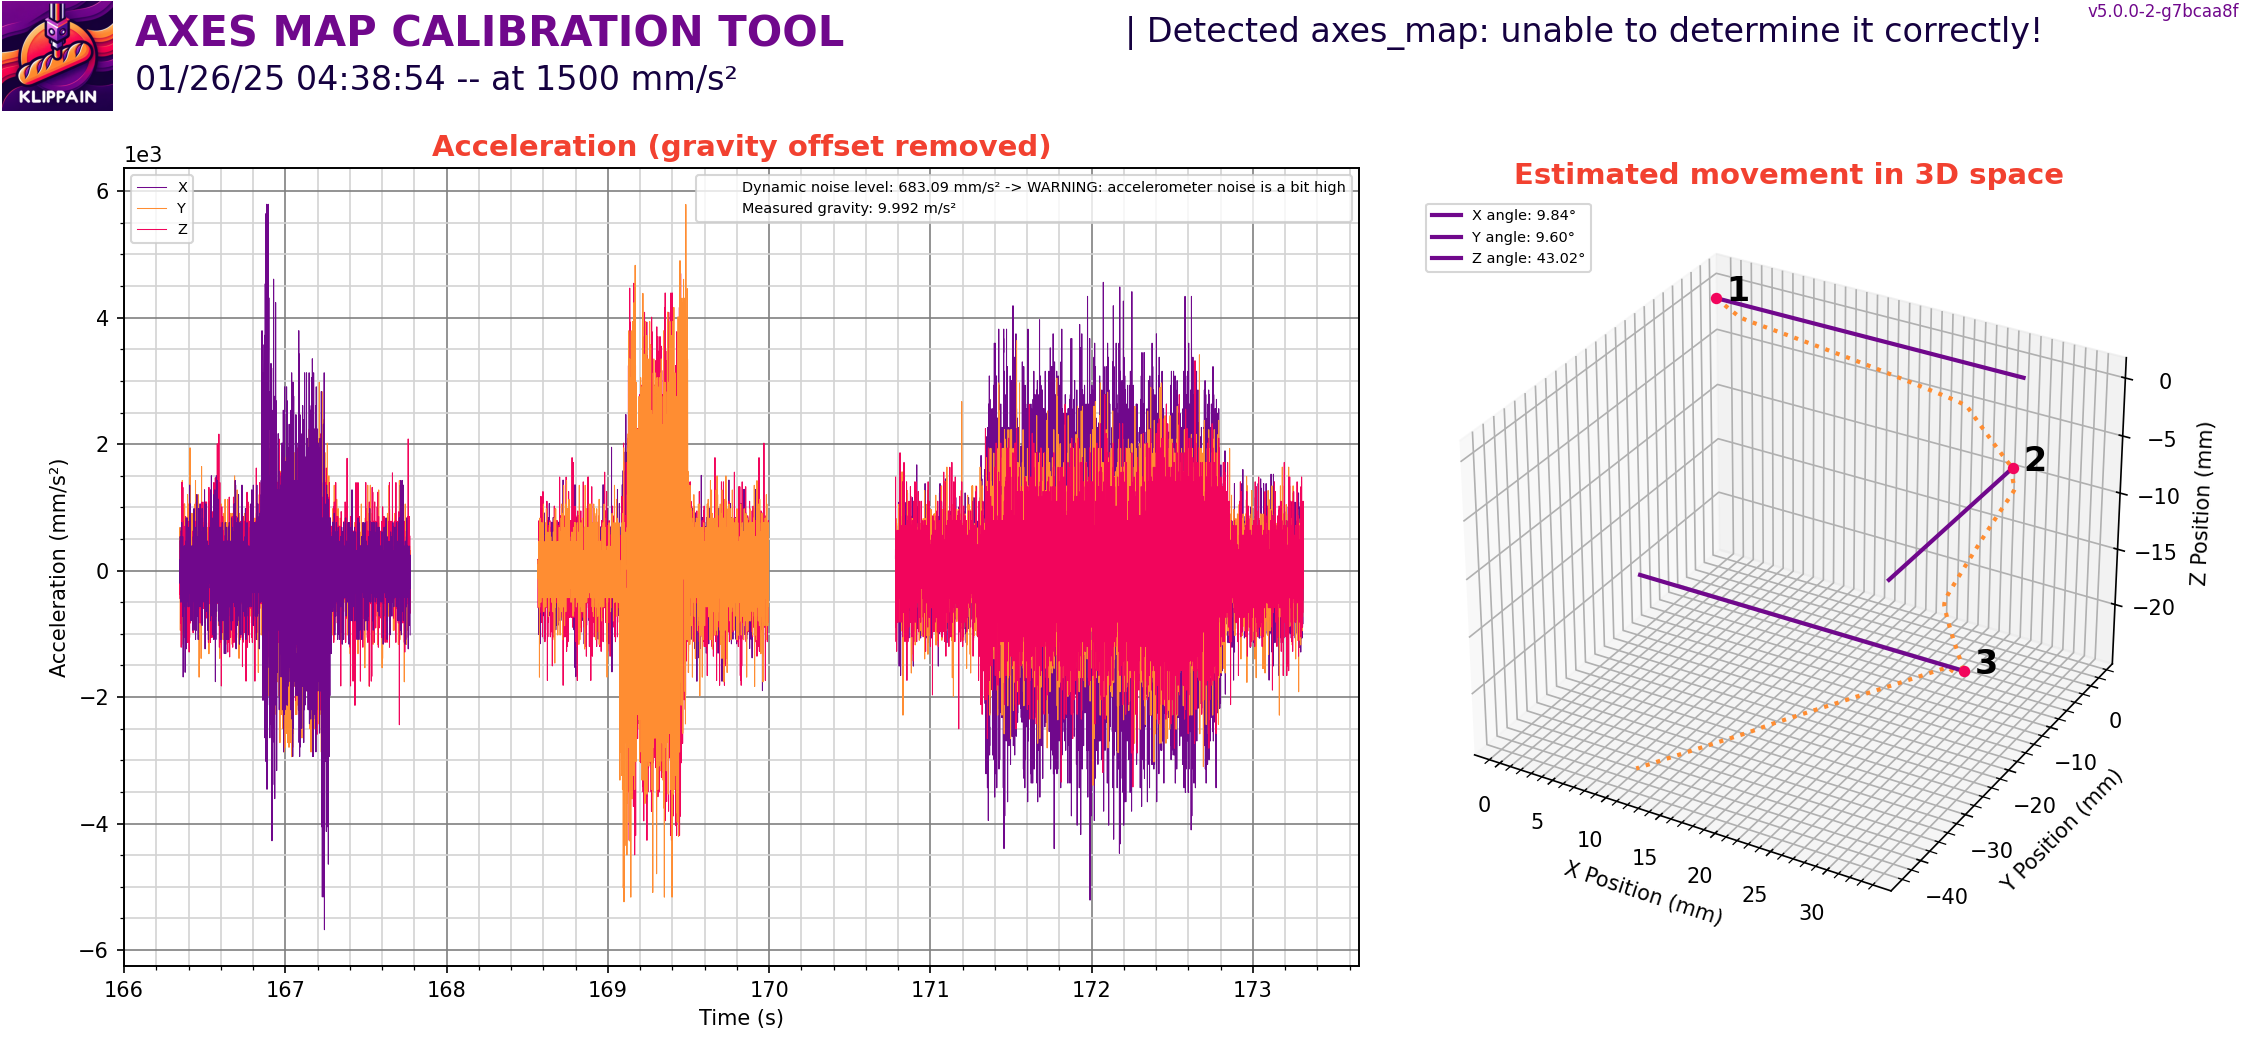 KLIPPAIN
AXES MAP CALIBRATION TOOL
01/26/25 04:38:54 -- at 1500 mm/s²
| Detected axes_map: unable to determine it correctly!
v5.0.0-2-g7bcaa8f
Acceleration (gravity offset removed)
1e3
X
Y
Z
Dynamic noise level: 683.09 mm/s² -> WARNING: accelerometer noise is a bit high
Measured gravity: 9.992 m/s²
6
4
2
0
−2
−4
−6
Acceleration (mm/s²)
166 167 168 169 170 171 172 173
Time (s)
Estimated movement in 3D space
X angle: 9.84°
Y angle: 9.60°
Z angle: 43.02°
1
2
3
0
−5
−10
−15
−20
Z Position (mm)
0
−10
−20
−30
−40
Y Position (mm)
0
5
10
15
20
25
30
X Position (mm)